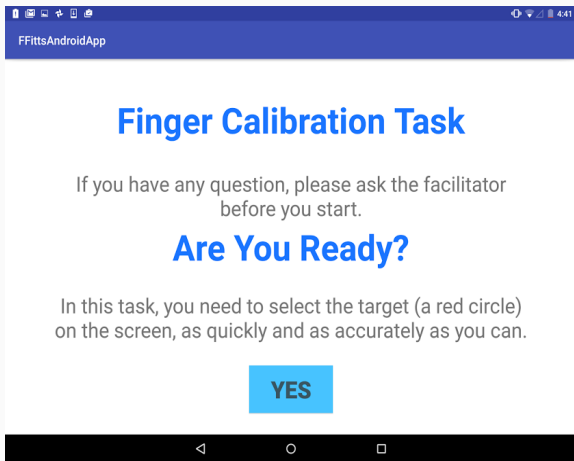 4:41
FFittsAndroidApp
Finger Calibration Task
If you have any question, please ask the facilitator
before you start.
Are You Ready?
In this task, you need to select the target (a red circle)
on the screen, as quickly and as accurately as you can.
YES